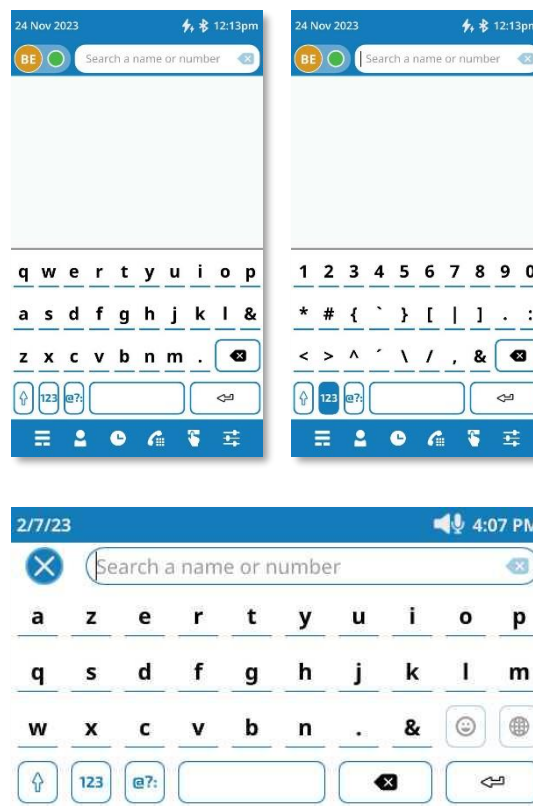 24 Nov 2023 12:13pm
BE Search a name or number
q w e r t y u i o p
a s d f g h j k l &
z x c v b n m .
123 @?:
24 Nov 2023 12:13pm
BE Search a name or number
1 2 3 4 5 6 7 8 9 0
* # { ` } [ | ] . :
< > ^ ´ \ / , &
123 @?:
2/7/23 4:07 PM
Search a name or number
a z e r t y u i o p
q s d f g h j k l m
w x c v b n . &
123 @?: